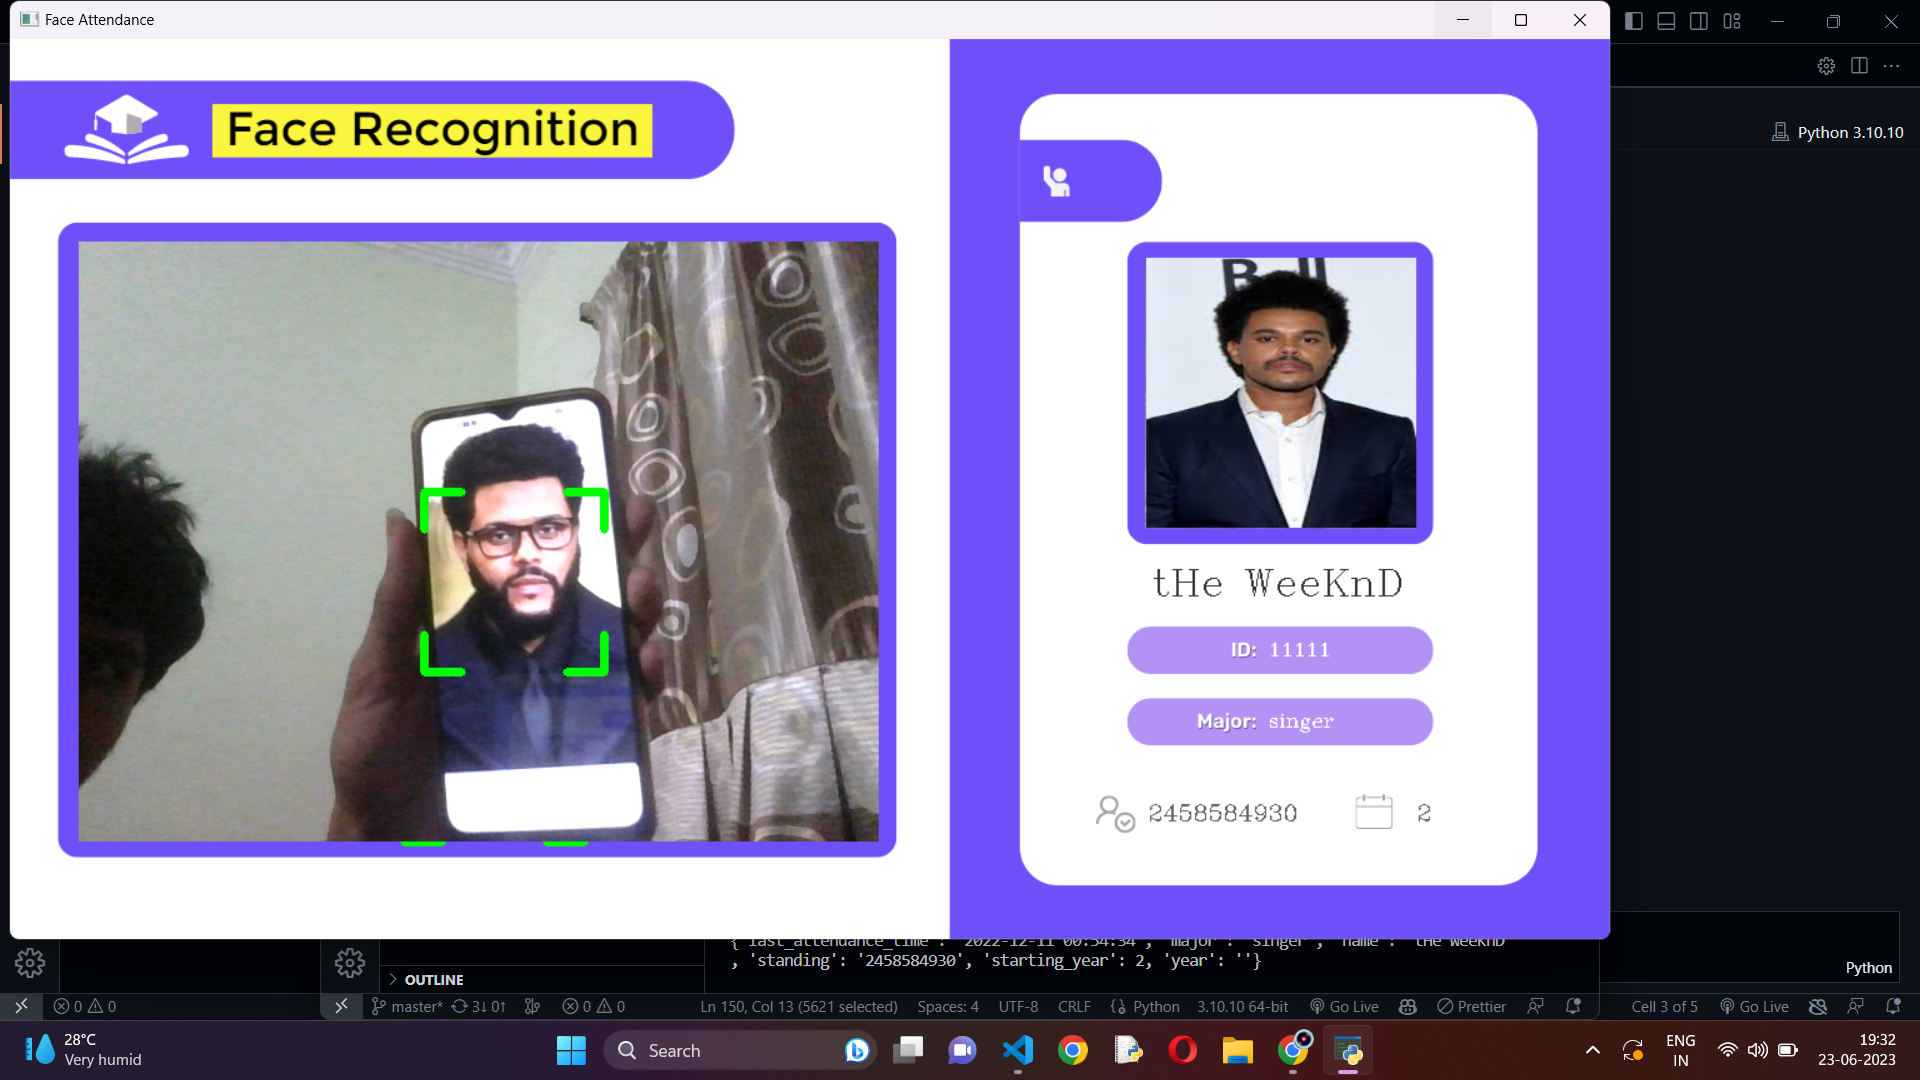 Face Attendance
Face Recognition
Python 3.10.10
tHe WeeKnD
ID: 11111
Major: singer
2458584930
2
{'last_attendance_time': '2022-12-11 00:54:34', 'major': 'singer', 'name': 'tHe WeeKnD'
, 'standing': '2458584930', 'starting_year': 2, 'year': ''}
OUTLINE
Python
0 0
master* 3↓ 0↑
0 0
Ln 150, Col 13 (5621 selected)
Spaces: 4
UTF-8
CRLF
Python
3.10.10 64-bit
Go Live
Prettier
Cell 3 of 5
Go Live
28°C
Very humid
Search
ENG
IN
19:32
23-06-2023